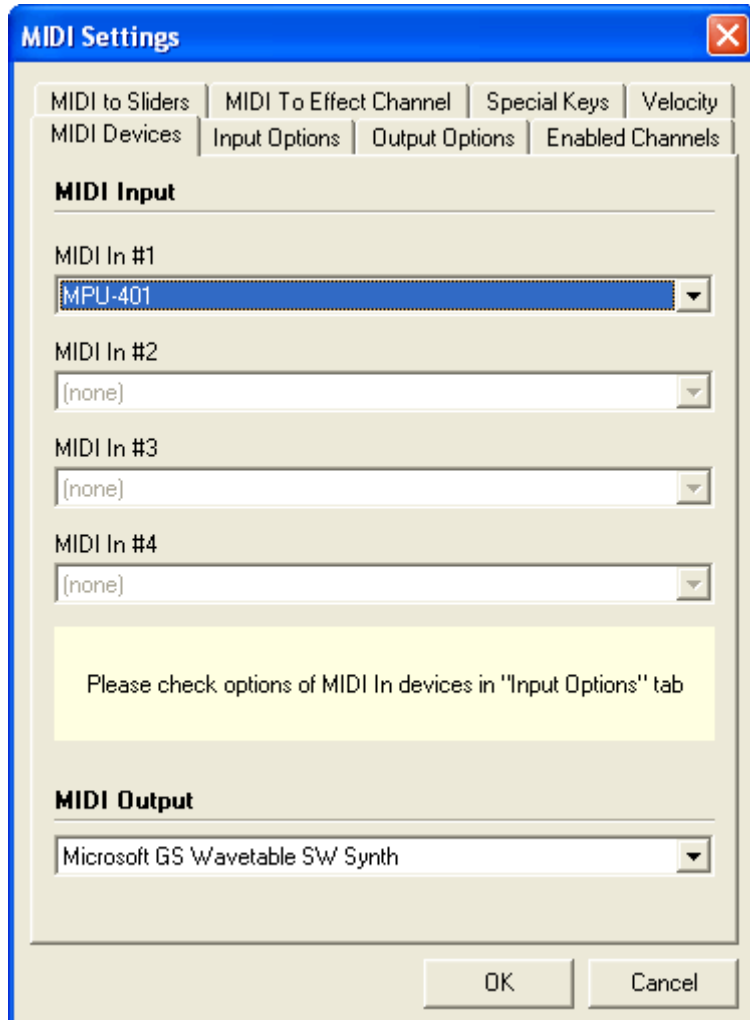 MIDI Settings
MIDI to Sliders MIDI To Effect Channel Special Keys Velocity
MIDI Devices Input Options Output Options Enabled Channels
MIDI Input
MIDI In #1
MPU-401
MIDI In #2
(none)
MIDI In #3
(none)
MIDI In #4
(none)
Please check options of MIDI In devices in "Input Options" tab
MIDI Output
Microsoft GS Wavetable SW Synth
OK Cancel